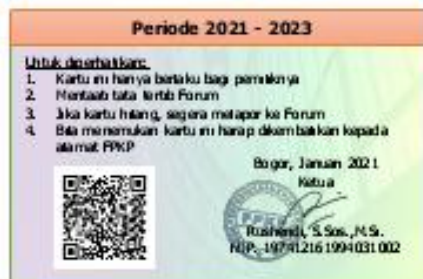 Periode 2021 - 2023
Untuk diperhatikan:
1. Kartu ini hanya berlaku bagi pemiliknya
2. Mentaati tata tertib Forum
3. Jika kartu hilang, segera melapor ke Forum
4. Bila menemukan kartu ini harap dikembalikan kepada
alamat FPKP
Bogor, Januari 2021
Ketua
FPKP
Rushendi, S.Sos.,M.Si.
NIP. 197412161994031002